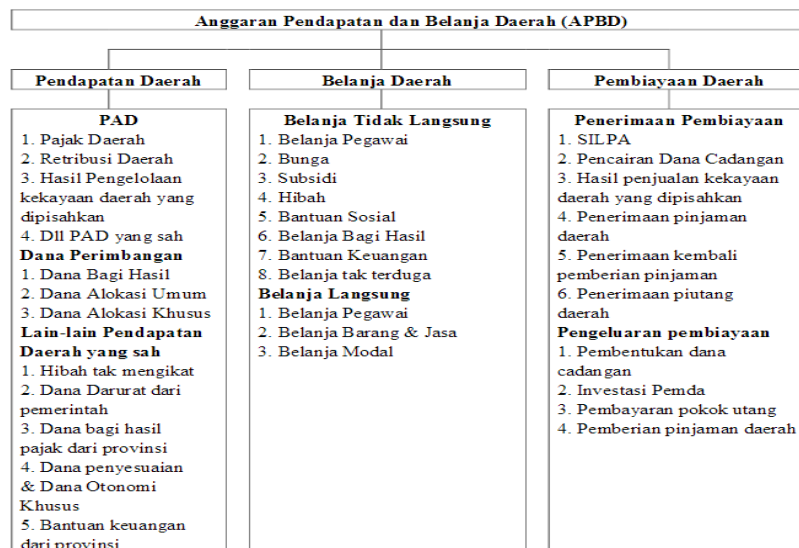 Anggaran Pendapatan dan Belanja Daerah (APBD)
Pendapatan Daerah
Belanja Daerah
Pembiayaan Daerah
PAD
1. Pajak Daerah
2. Retribusi Daerah
3. Hasil Pengelolaan
kekayaan daerah yang
dipisahkan
4. Dll PAD yang sah
Dana Perimbangan
1. Dana Bagi Hasil
2. Dana Alokasi Umum
3. Dana Alokasi Khusus
Lain-lain Pendapatan
Daerah yang sah
1. Hibah tak mengikat
2. Dana Darurat dari
pemerintah
3. Dana bagi hasil
pajak dari provinsi
4. Dana penyesuaian
& Dana Otonomi
Khusus
5. Bantuan keuangan
dari provinsi
Belanja Tidak Langsung
1. Belanja Pegawai
2. Bunga
3. Subsidi
4. Hibah
5. Bantuan Sosial
6. Belanja Bagi Hasil
7. Bantuan Keuangan
8. Belanja tak terduga
Belanja Langsung
1. Belanja Pegawai
2. Belanja Barang & Jasa
3. Belanja Modal
Penerimaan Pembiayaan
1. SILPA
2. Pencairan Dana Cadangan
3. Hasil penjualan kekayaan
daerah yang dipisahkan
4. Penerimaan pinjaman
daerah
5. Penerimaan kembali
pemberian pinjaman
6. Penerimaan piutang
daerah
Pengeluaran pembiayaan
1. Pembentukan dana
cadangan
2. Investasi Pemda
3. Pembayaran pokok utang
4. Pemberian pinjaman daerah